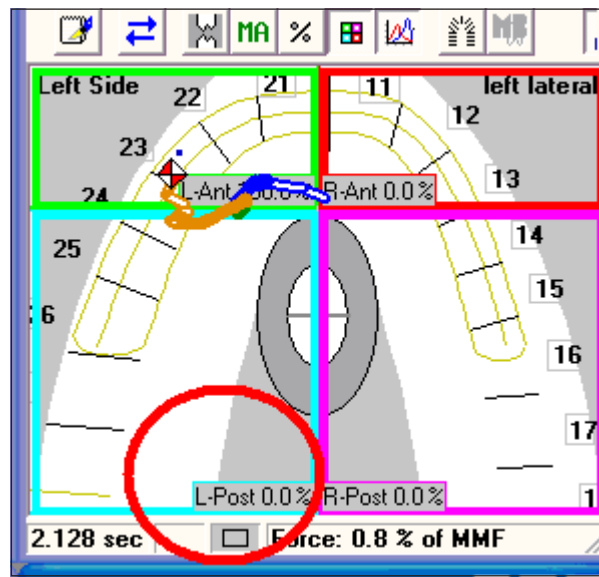 MA %
Left Side 22 21 11 left lateral
12
23
13
L-Ant R-Ant 0.0 %
24
25 14
15
16
17
L-Post 0.0 % R-Post 0.0 %
2.128 sec Force: 0.8 % of MMF